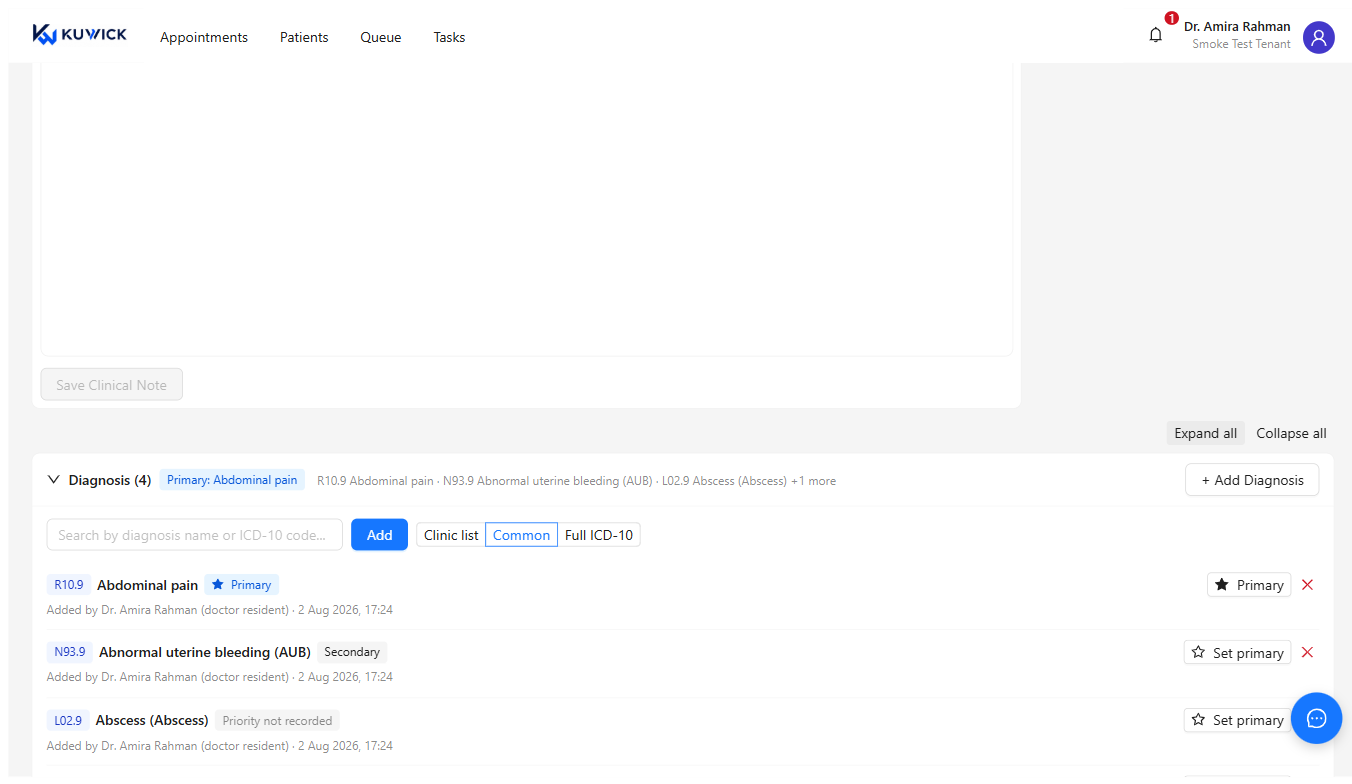 KUWICK
Appointments Patients Queue Tasks
1
Dr. Amira Rahman
Smoke Test Tenant
Save Clinical Note
Expand all Collapse all
Diagnosis (4) Primary: Abdominal pain R10.9 Abdominal pain · N93.9 Abnormal uterine bleeding (AUB) · L02.9 Abscess (Abscess) +1 more + Add Diagnosis
Search by diagnosis name or ICD-10 code... Add Clinic list Common Full ICD-10
R10.9 Abdominal pain Primary Primary
Added by Dr. Amira Rahman (doctor resident) · 2 Aug 2026, 17:24
N93.9 Abnormal uterine bleeding (AUB) Secondary Set primary
Added by Dr. Amira Rahman (doctor resident) · 2 Aug 2026, 17:24
L02.9 Abscess (Abscess) Priority not recorded Set primary
Added by Dr. Amira Rahman (doctor resident) · 2 Aug 2026, 17:24